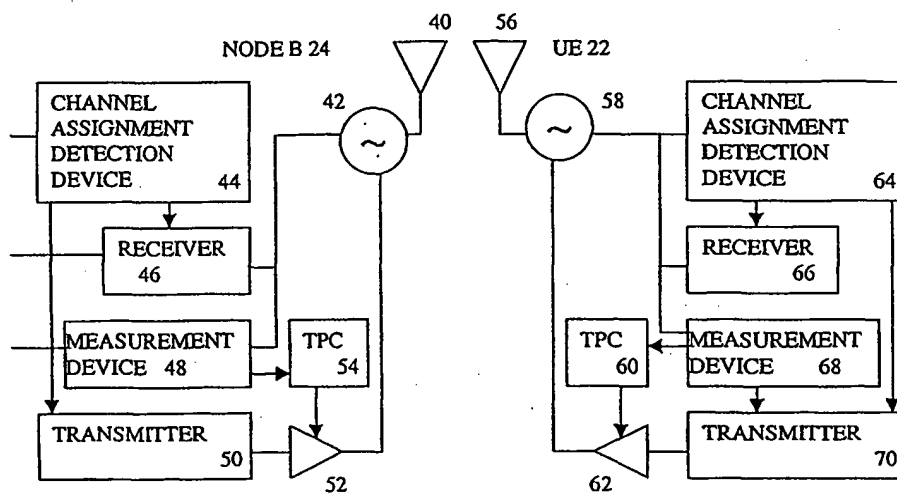 40
56
NODE B 24
UE 22
42
58
CHANNEL
ASSIGNMENT
DETECTION
DEVICE
44
~
~
CHANNEL
ASSIGNMENT
DETECTION
DEVICE
64
RECEIVER
46
RECEIVER
66
MEASUREMENT
DEVICE 48
TPC
54
TPC
60
MEASUREMENT
DEVICE 68
TRANSMITTER
50
52
62
TRANSMITTER
70